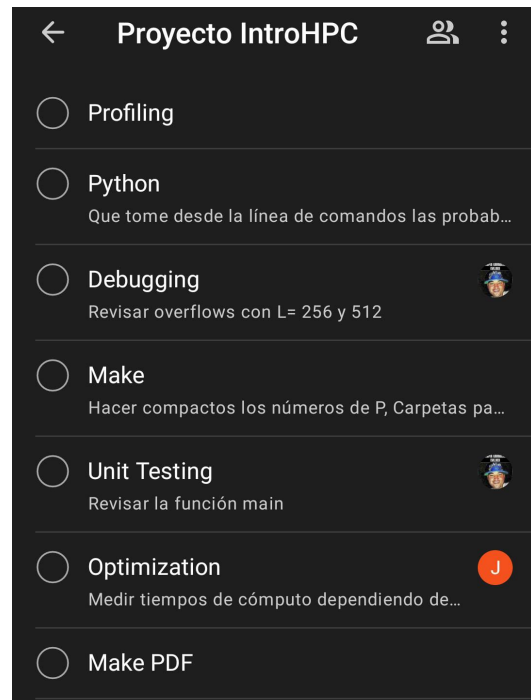 Proyecto IntroHPC
Profiling
Python
Que tome desde la línea de comandos las probab...
Debugging
Revisar overflows con L= 256 y 512
Make
Hacer compactos los números de P, Carpetas pa...
Unit Testing
Revisar la función main
Optimization
J
Medir tiempos de cómputo dependiendo de...
Make PDF